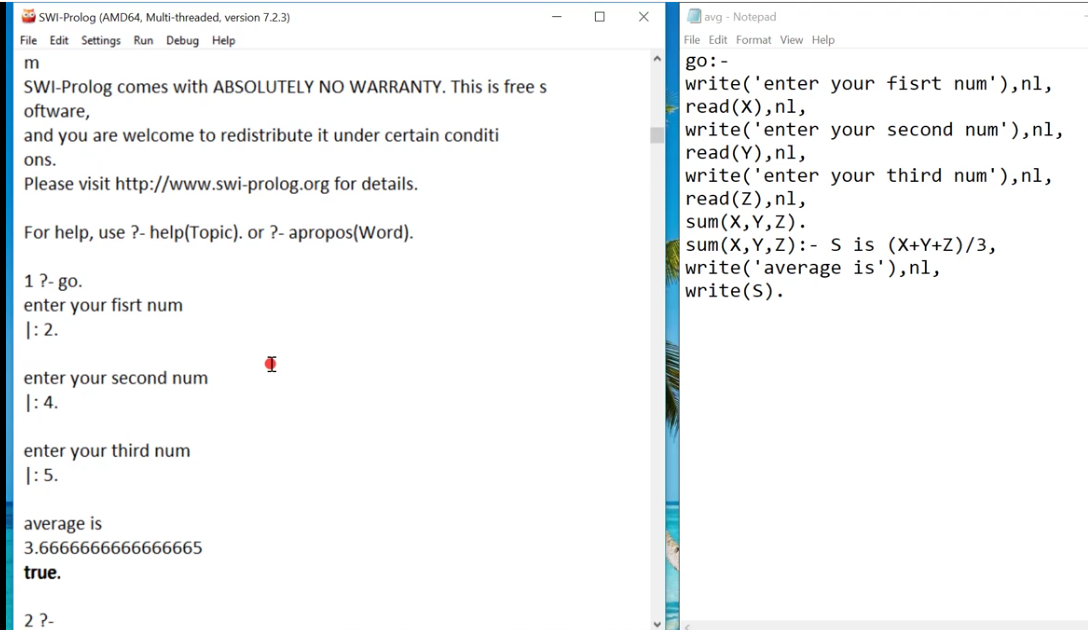 SWI-Prolog (AMD64, Multi-threaded, version 7.2.3)
File Edit Settings Run Debug Help
m
SWI-Prolog comes with ABSOLUTELY NO WARRANTY. This is free s
oftware,
and you are welcome to redistribute it under certain conditi
ons.
Please visit http://www.swi-prolog.org for details.
For help, use ?- help(Topic). or ?- apropos(Word).
1 ?- go.
enter your fisrt num
|: 2.
enter your second num
|: 4.
enter your third num
|: 5.
average is
3.6666666666666665
true.
2 ?-
avg - Notepad
File Edit Format View Help
go:-
write('enter your fisrt num'),nl,
read(X),nl,
write('enter your second num'),nl,
read(Y),nl,
write('enter your third num'),nl,
read(Z),nl,
sum(X,Y,Z).
sum(X,Y,Z):- S is (X+Y+Z)/3,
write('average is'),nl,
write(S).